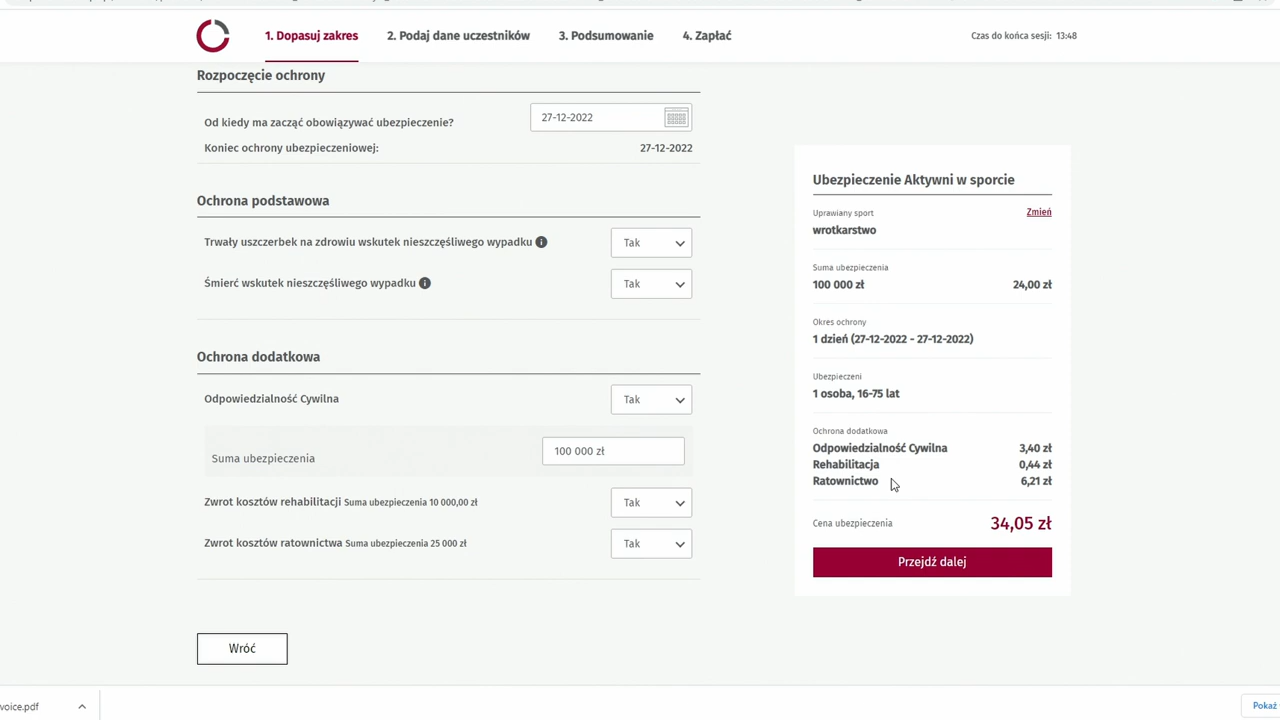 1. Dopasuj zakres 2. Podaj dane uczestników 3. Podsumowanie 4. Zapłać Czas do końca sesji: 13:48
Rozpoczęcie ochrony
Od kiedy ma zacząć obowiązywać ubezpieczenie? 27-12-2022
Koniec ochrony ubezpieczeniowej: 27-12-2022
Ochrona podstawowa
Trwały uszczerbek na zdrowiu wskutek nieszczęśliwego wypadku Tak
Śmierć wskutek nieszczęśliwego wypadku Tak
Ochrona dodatkowa
Odpowiedzialność Cywilna Tak
Suma ubezpieczenia 100 000 zł
Zwrot kosztów rehabilitacji Suma ubezpieczenia 10 000,00 zł Tak
Zwrot kosztów ratownictwa Suma ubezpieczenia 25 000 zł Tak
Wróć
Ubezpieczenie Aktywni w sporcie
Uprawiany sport Zmień
wrotkarstwo
Suma ubezpieczenia
100 000 zł 24,00 zł
Okres ochrony
1 dzień (27-12-2022 - 27-12-2022)
Ubezpieczeni
1 osoba, 16-75 lat
Ochrona dodatkowa
Odpowiedzialność Cywilna 3,40 zł
Rehabilitacja 0,44 zł
Ratownictwo 6,21 zł
Cena ubezpieczenia 34,05 zł
Przejdź dalej
voice.pdf
Pokaż